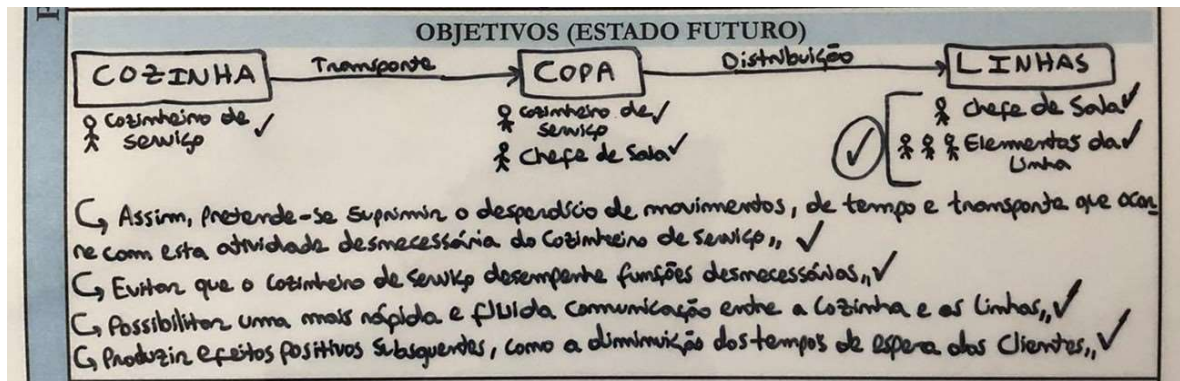 OBJETIVOS (ESTADO FUTURO)
COZINHA Transporte COPA Distribuição LINHAS
Cozinheiro de serviço ✓ Cozinheiro de serviço ✓ Chefe de Sala ✓
Chefe de Sala ✓ ✓ Elementos da Linha ✓
↪ Assim, pretende-se suprimir o desperdício de movimentos, de tempo e transporte que ocor
re com esta atividade desnecessária do Cozinheiro de Serviço,, ✓
↪ Evitar que o Cozinheiro de Serviço desempenhe funções desnecessárias,, ✓
↪ Possibilitar uma mais rápida e fluida comunicação entre a Cozinha e as Linhas,, ✓
↪ Produzir efeitos positivos subsquentes, como a diminuição dos tempos de espera dos Clientes,, ✓